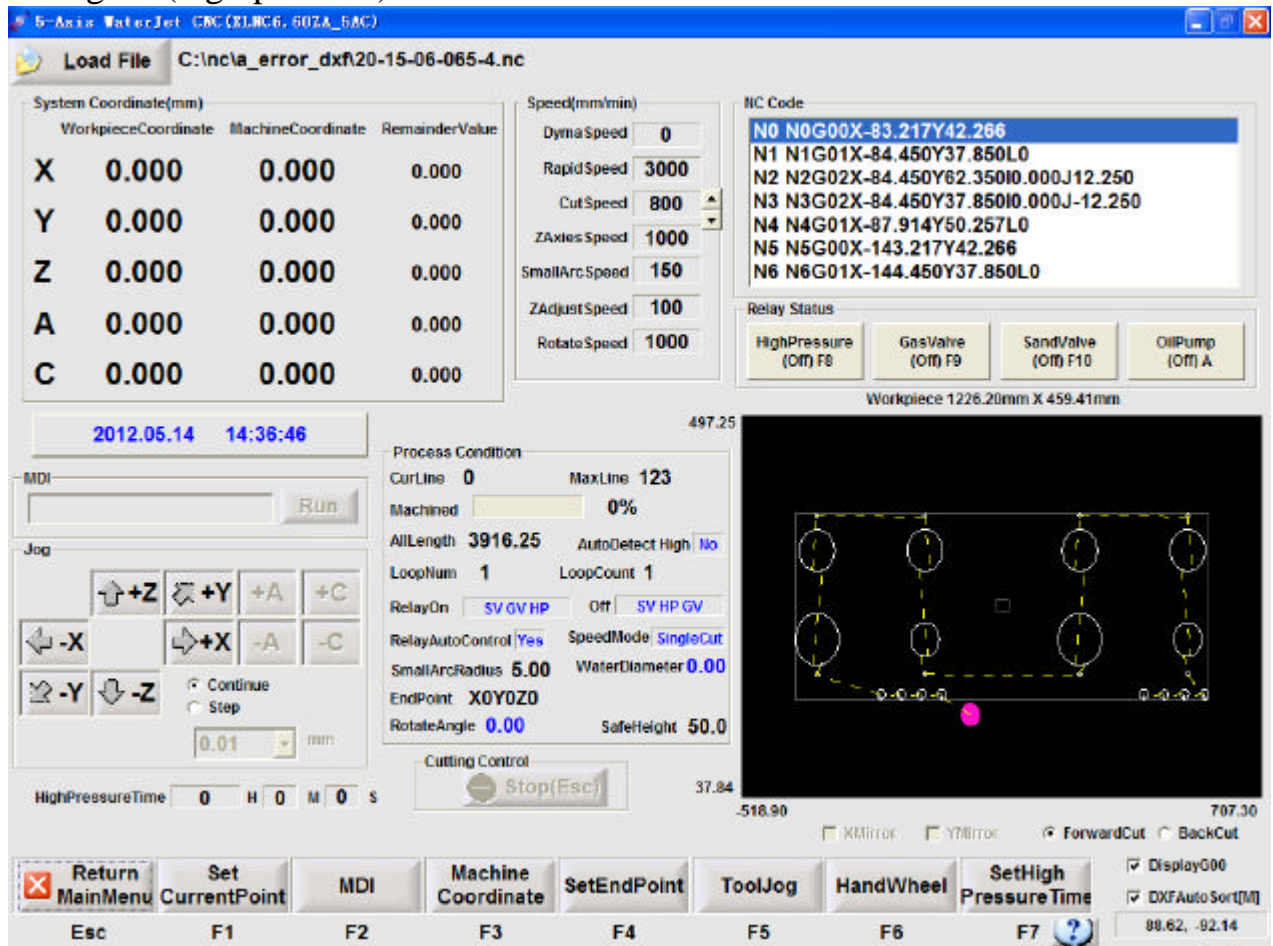 5-Axis WaterJet CNC(XLNC6.60ZA_5AC)
Load File C:\nc\a_error_dxf\20-15-06-065-4.nc
System Coordinate(mm)
WorkpieceCoordinate MachineCoordinate RemainderValue
X 0.000 0.000 0.000
Y 0.000 0.000 0.000
Z 0.000 0.000 0.000
A 0.000 0.000 0.000
C 0.000 0.000 0.000
Speed(mm/min)
DymaSpeed 0
RapidSpeed 3000
CutSpeed 800
ZAxiesSpeed 1000
SmallArcSpeed 150
ZAdjustSpeed 100
RotateSpeed 1000
NC Code
N0 N0G00X-83.217Y42.266
N1 N1G01X-84.450Y37.850L0
N2 N2G02X-84.450Y62.350I0.000J12.250
N3 N3G02X-84.450Y37.850I0.000J-12.250
N4 N4G01X-87.914Y50.257L0
N5 N5G00X-143.217Y42.266
N6 N6G01X-144.450Y37.850L0
Relay Status
HighPressure (Off) F8
GasValve (Off) F9
SandValve (Off) F10
OilPump (Off) A
2012.05.14 14:36:46
MDI
Run
Jog
+Z +Y +A +C
-X +X -A -C
-Y -Z
Continue
Step
0.01 mm
HighPressureTime 0 H 0 M 0 S
Process Condition
CurLine 0 MaxLine 123
Machined 0%
AllLength 3916.25 AutoDetect High No
LoopNum 1 LoopCount 1
RelayOn SV GV HP Off SV HP GV
RelayAutoControl Yes SpeedMode SingleCut
SmallArcRadius 5.00 WaterDiameter 0.00
EndPoint X0Y0Z0
RotateAngle 0.00 SafeHeight 50.0
Cutting Control
Stop(Esc)
Workpiece 1226.20mm X 459.41mm
497.25
37.84
-518.90 707.30
XMirror YMirror ForwardCut BackCut
Return MainMenu
Set CurrentPoint
MDI
Machine Coordinate
SetEndPoint
ToolJog
HandWheel
SetHigh PressureTime
DisplayG00
DXFAutoSort[M]
Esc F1 F2 F3 F4 F5 F6 F7 ?
88.62, -92.14